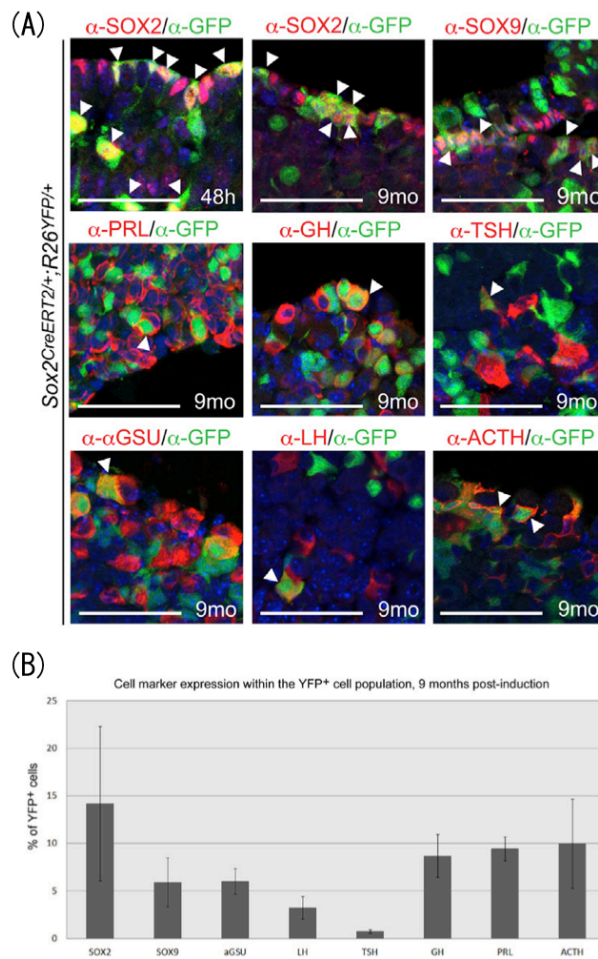 (A)
α-SOX2/α-GFP α-SOX2/α-GFP α-SOX9/α-GFP
48h 9mo 9mo
Sox2CreERT2/+;R26YFP/+
α-PRL/α-GFP α-GH/α-GFP α-TSH/α-GFP
9mo 9mo 9mo
α-αGSU/α-GFP α-LH/α-GFP α-ACTH/α-GFP
9mo 9mo 9mo
(B)
Cell marker expression within the YFP+ cell population, 9 months post-induction
% of YFP+ cells
25
20
15
10
5
0
SOX2 SOX9 aGSU LH TSH GH PRL ACTH